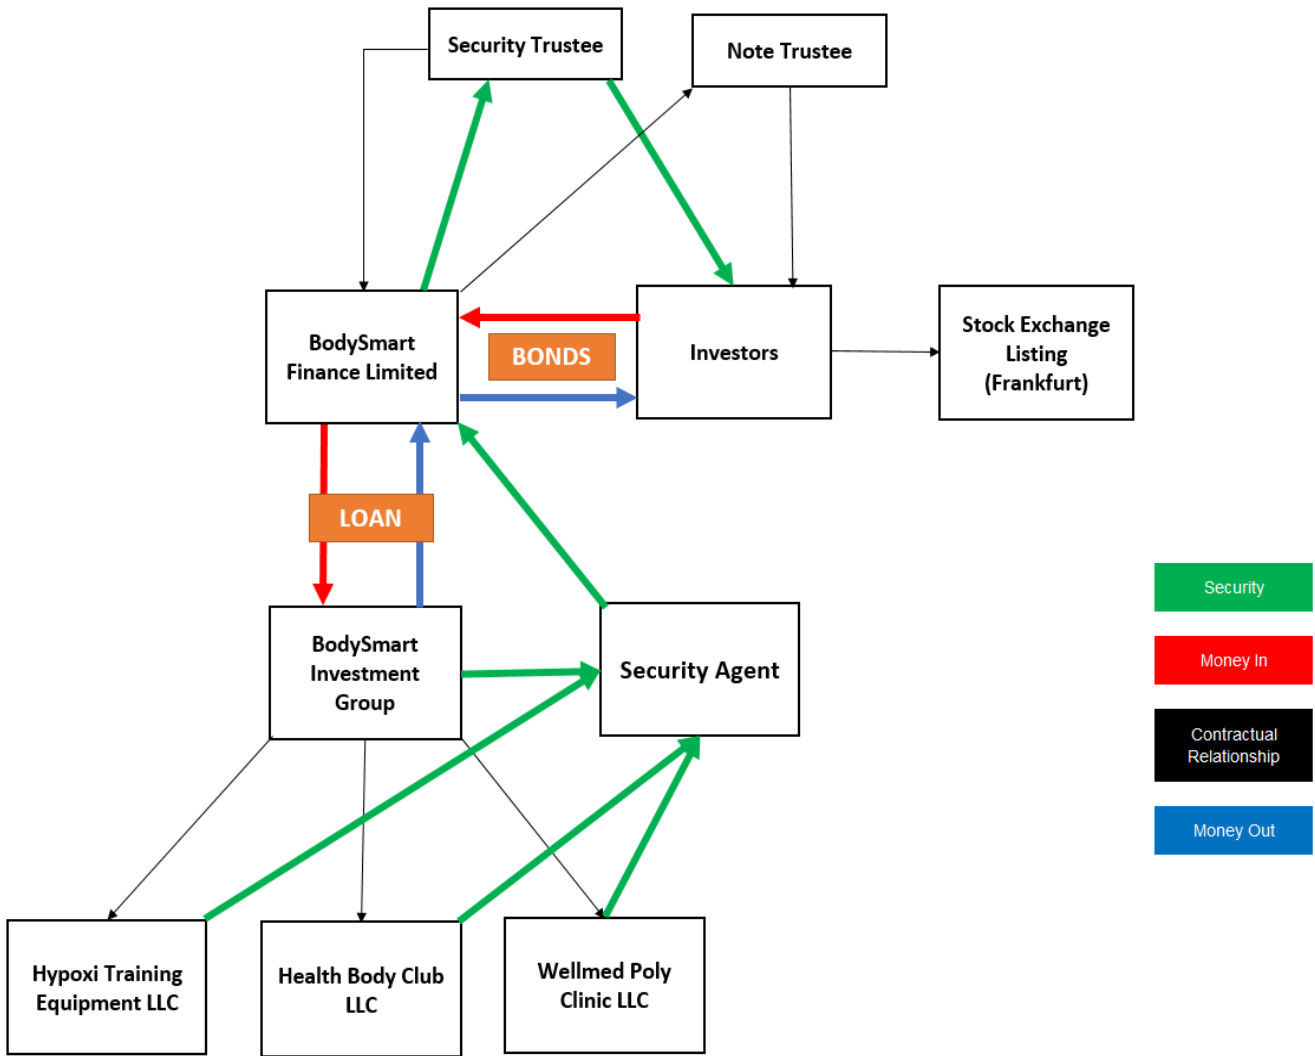 Security Trustee
Note Trustee
BodySmart
Finance Limited
BONDS
Investors
Stock Exchange
Listing
(Frankfurt)
LOAN
BodySmart
Investment
Group
Security Agent
Security
Money In
Contractual
Relationship
Money Out
Hypoxi Training
Equipment LLC
Health Body Club
LLC
Wellmed Poly
Clinic LLC